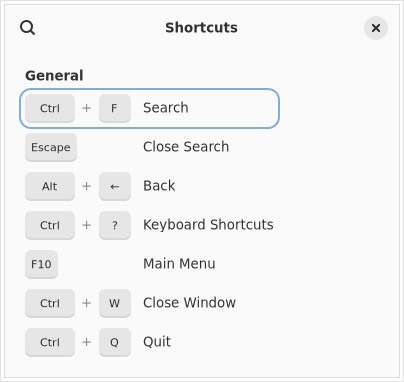 Shortcuts
General
Ctrl + F Search
Escape Close Search
Alt + ← Back
Ctrl + ? Keyboard Shortcuts
F10 Main Menu
Ctrl + W Close Window
Ctrl + Q Quit